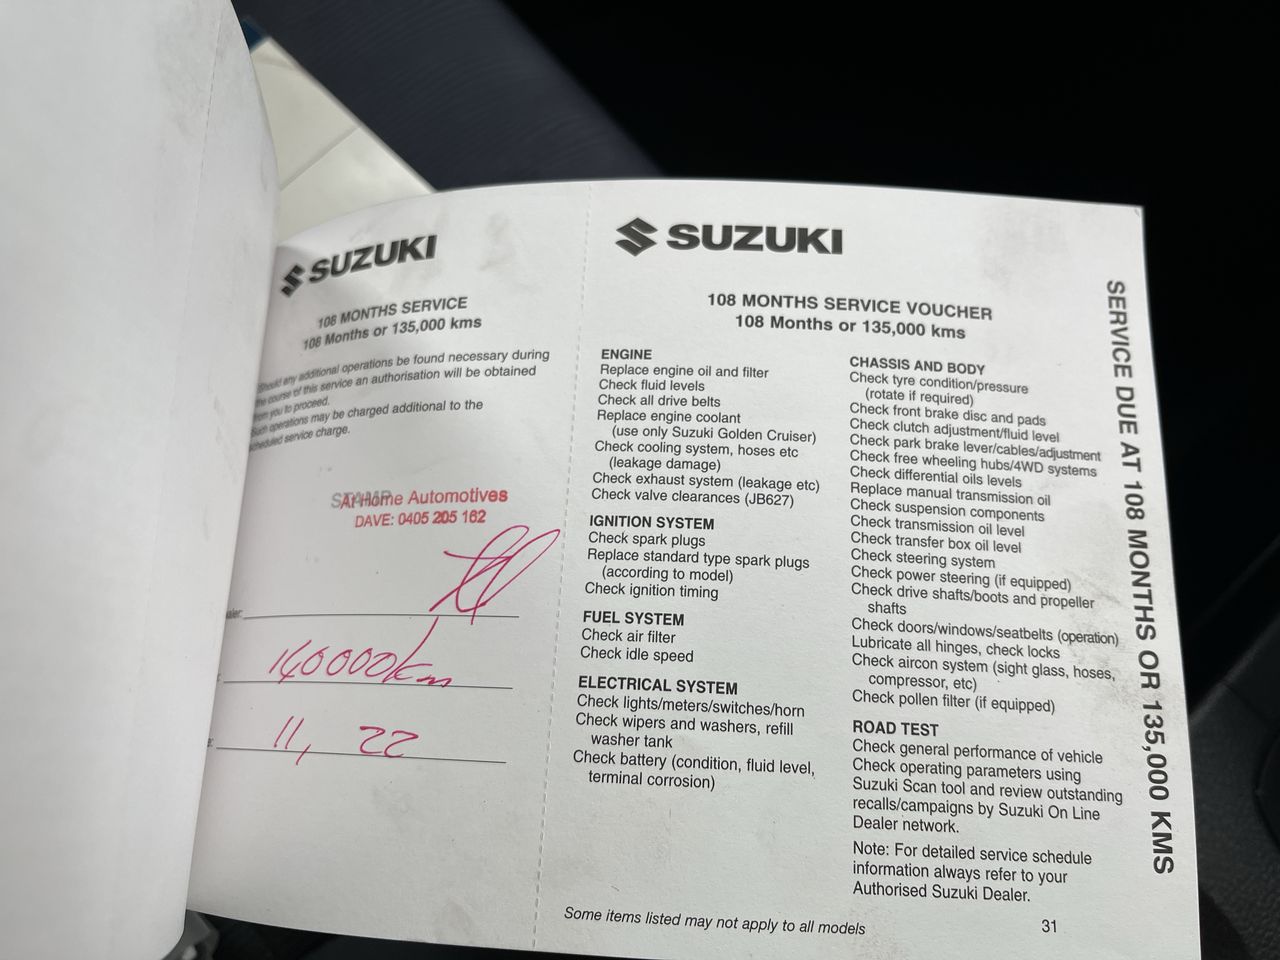 SUZUKI
108 MONTHS SERVICE
108 Months or 135,000 kms
Should any additional operations be found necessary during
the course of this service an authorisation will be obtained
from you to proceed.
Such operations may be charged additional to the
scheduled service charge.
STAMP
At Home Automotives
DAVE: 0405 205 162
140000km
11, 22
SUZUKI
108 MONTHS SERVICE VOUCHER
108 Months or 135,000 kms
ENGINE
Replace engine oil and filter
Check fluid levels
Check all drive belts
Replace engine coolant
(use only Suzuki Golden Cruiser)
Check cooling system, hoses etc
(leakage damage)
Check exhaust system (leakage etc)
Check valve clearances (JB627)
IGNITION SYSTEM
Check spark plugs
Replace standard type spark plugs
(according to model)
Check ignition timing
FUEL SYSTEM
Check air filter
Check idle speed
ELECTRICAL SYSTEM
Check lights/meters/switches/horn
Check wipers and washers, refill
washer tank
Check battery (condition, fluid level,
terminal corrosion)
CHASSIS AND BODY
Check tyre condition/pressure
(rotate if required)
Check front brake disc and pads
Check clutch adjustment/fluid level
Check park brake lever/cables/adjustment
Check free wheeling hubs/4WD systems
Check differential oils levels
Replace manual transmission oil
Check suspension components
Check transmission oil level
Check transfer box oil level
Check steering system
Check power steering (if equipped)
Check drive shafts/boots and propeller
shafts
Check doors/windows/seatbelts (operation)
Lubricate all hinges, check locks
Check aircon system (sight glass, hoses,
compressor, etc)
Check pollen filter (if equipped)
ROAD TEST
Check general performance of vehicle
Check operating parameters using
Suzuki Scan tool and review outstanding
recalls/campaigns by Suzuki On Line
Dealer network.
Note: For detailed service schedule
information always refer to your
Authorised Suzuki Dealer.
Some items listed may not apply to all models
31
SERVICE DUE AT 108 MONTHS OR 135,000 KMS